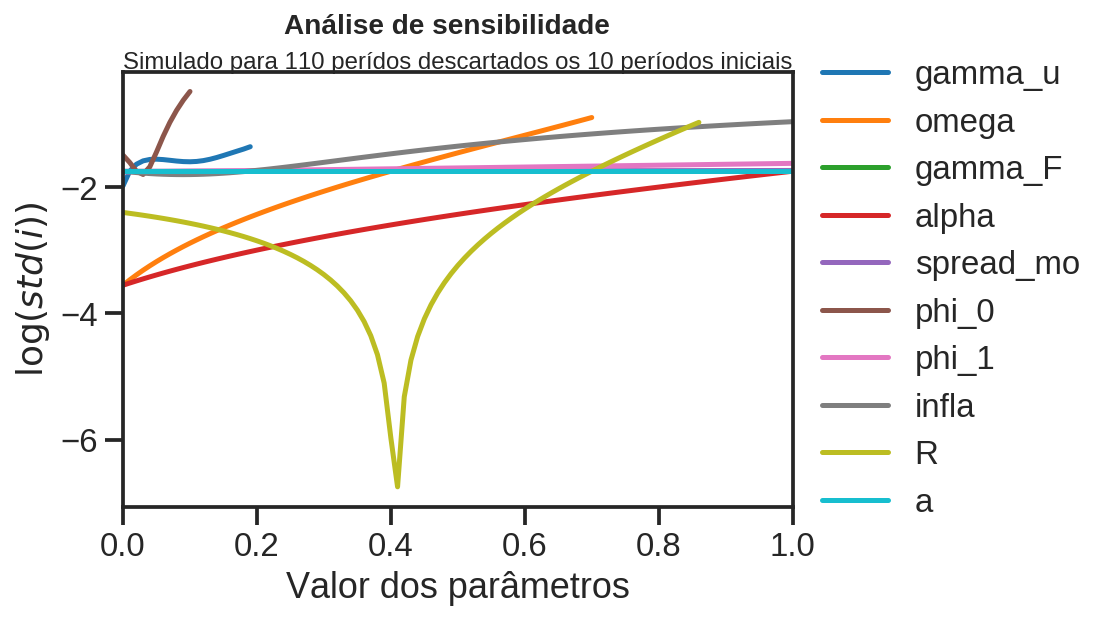 Análise de sensibilidade
Simulado para 110 perídos descartados os 10 períodos iniciais
gamma_u
omega
gamma_F
alpha
spread_mo
phi_0
phi_1
infla
R
a
log(std(i))
−2
−4
−6
0.0 0.2 0.4 0.6 0.8 1.0
Valor dos parâmetros